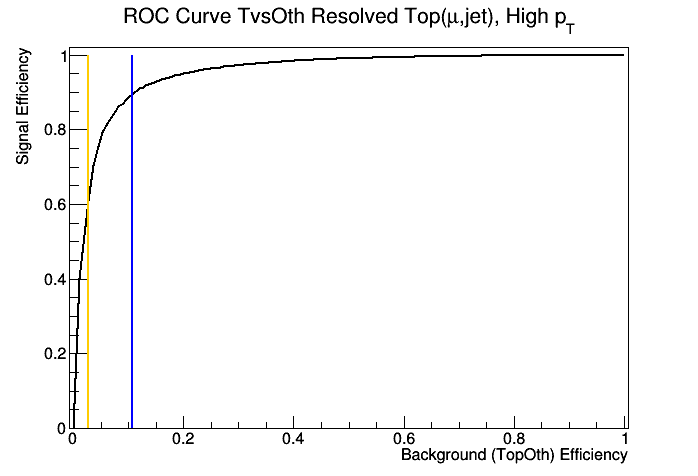 ROC Curve TvsOth Resolved Top(μ,jet), High p_T
Signal Efficiency
1
0.8
0.6
0.4
0.2
0
0 0.2 0.4 0.6 0.8 1
Background (TopOth) Efficiency